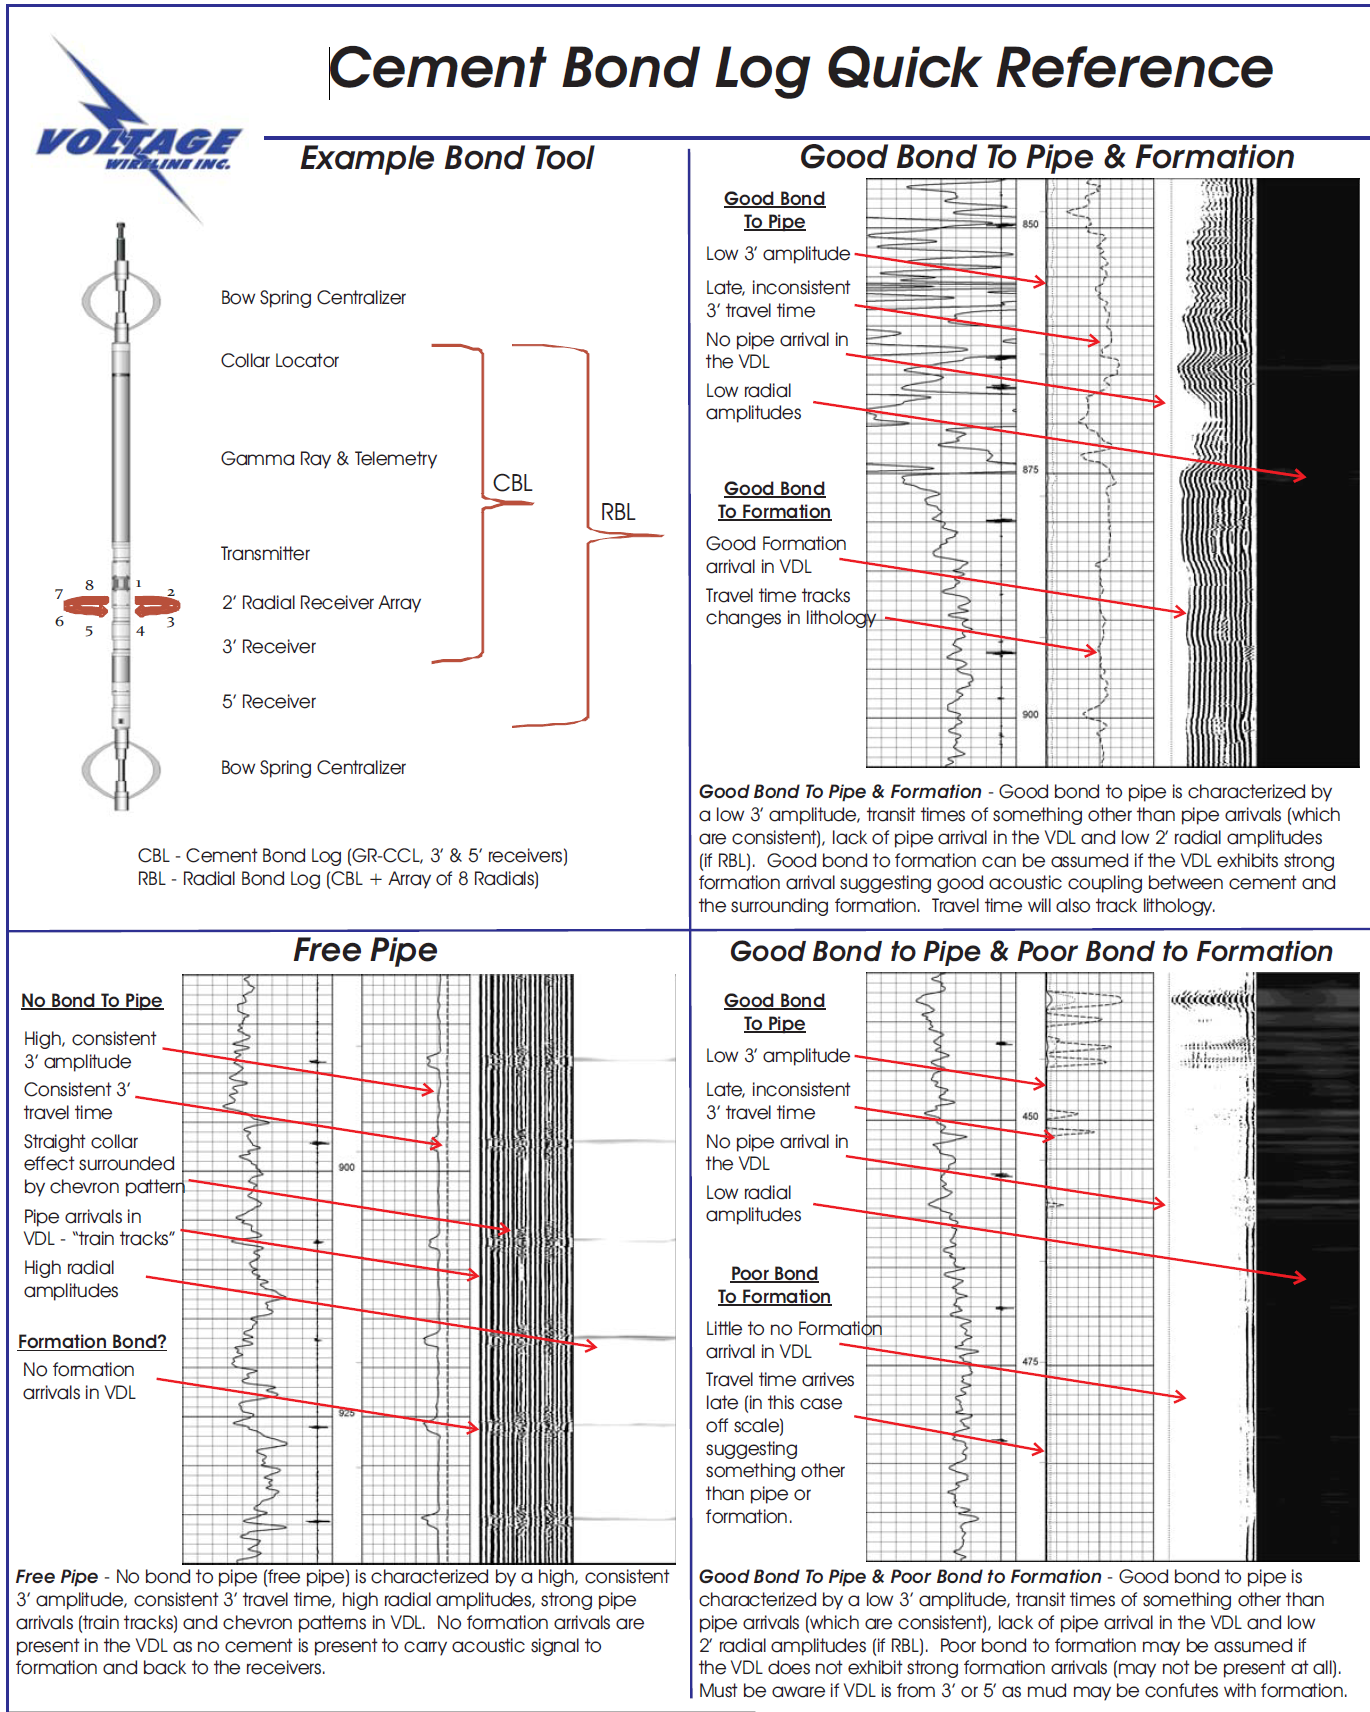 Cement Bond Log Quick Reference
VOLTAGE
WIRELINE INC.
Example Bond Tool
Bow Spring Centralizer
Collar Locator
Gamma Ray & Telemetry
CBL
RBL
Transmitter
8 1
7 2
2' Radial Receiver Array
6 3
5 4
3' Receiver
5' Receiver
Bow Spring Centralizer
CBL - Cement Bond Log (GR-CCL, 3' & 5' receivers)
RBL - Radial Bond Log (CBL + Array of 8 Radials)
Good Bond To Pipe & Formation
Good Bond
To Pipe
Low 3' amplitude
Late, inconsistent
3' travel time
No pipe arrival in
the VDL
Low radial
amplitudes
Good Bond
To Formation
Good Formation
arrival in VDL
Travel time tracks
changes in lithology
850
875
900
Good Bond To Pipe & Formation - Good bond to pipe is characterized by
a low 3' amplitude, transit times of something other than pipe arrivals (which
are consistent), lack of pipe arrival in the VDL and low 2' radial amplitudes
(if RBL).  Good bond to formation can be assumed if the VDL exhibits strong
formation arrival suggesting good acoustic coupling between cement and
the surrounding formation.  Travel time will also track lithology.
Free Pipe
No Bond To Pipe
High, consistent
3' amplitude
Consistent 3'
travel time
Straight collar
effect surrounded
by chevron pattern
Pipe arrivals in
VDL - "train tracks"
High radial
amplitudes
Formation Bond?
No formation
arrivals in VDL
900
925
Free Pipe - No bond to pipe (free pipe) is characterized by a high, consistent
3' amplitude, consistent 3' travel time, high radial amplitudes, strong pipe
arrivals (train tracks) and chevron patterns in VDL.  No formation arrivals are
present in the VDL as no cement is present to carry acoustic signal to
formation and back to the receivers.
Good Bond to Pipe & Poor Bond to Formation
Good Bond
To Pipe
Low 3' amplitude
Late, inconsistent
3' travel time
No pipe arrival in
the VDL
Low radial
amplitudes
Poor Bond
To Formation
Little to no Formation
arrival in VDL
Travel time arrives
late (in this case
off scale)
suggesting
something other
than pipe or
formation.
450
475
Good Bond To Pipe & Poor Bond to Formation - Good bond to pipe is
characterized by a low 3' amplitude, transit times of something other than
pipe arrivals (which are consistent), lack of pipe arrival in the VDL and low
2' radial amplitudes (if RBL).  Poor bond to formation may be assumed if
the VDL does not exhibit strong formation arrivals (may not be present at all).
Must be aware if VDL is from 3' or 5' as mud may be confutes with formation.